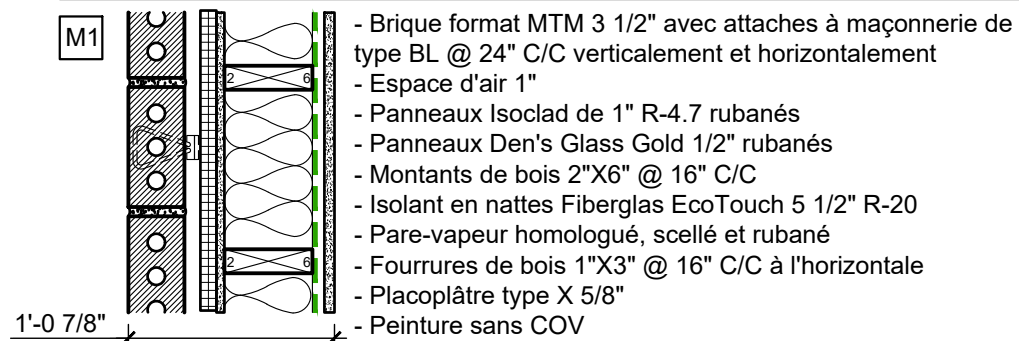 M1
- Brique format MTM 3 1/2" avec attaches à maçonnerie de
type BL @ 24" C/C verticalement et horizontalement
- Espace d'air 1"
- Panneaux Isoclad de 1" R-4.7 rubanés
- Panneaux Den's Glass Gold 1/2" rubanés
- Montants de bois 2"X6" @ 16" C/C
- Isolant en nattes Fiberglas EcoTouch 5 1/2" R-20
- Pare-vapeur homologué, scellé et rubané
- Fourrures de bois 1"X3" @ 16" C/C à l'horizontale
- Placoplâtre type X 5/8"
- Peinture sans COV
2 6
2 6
1'-0 7/8"